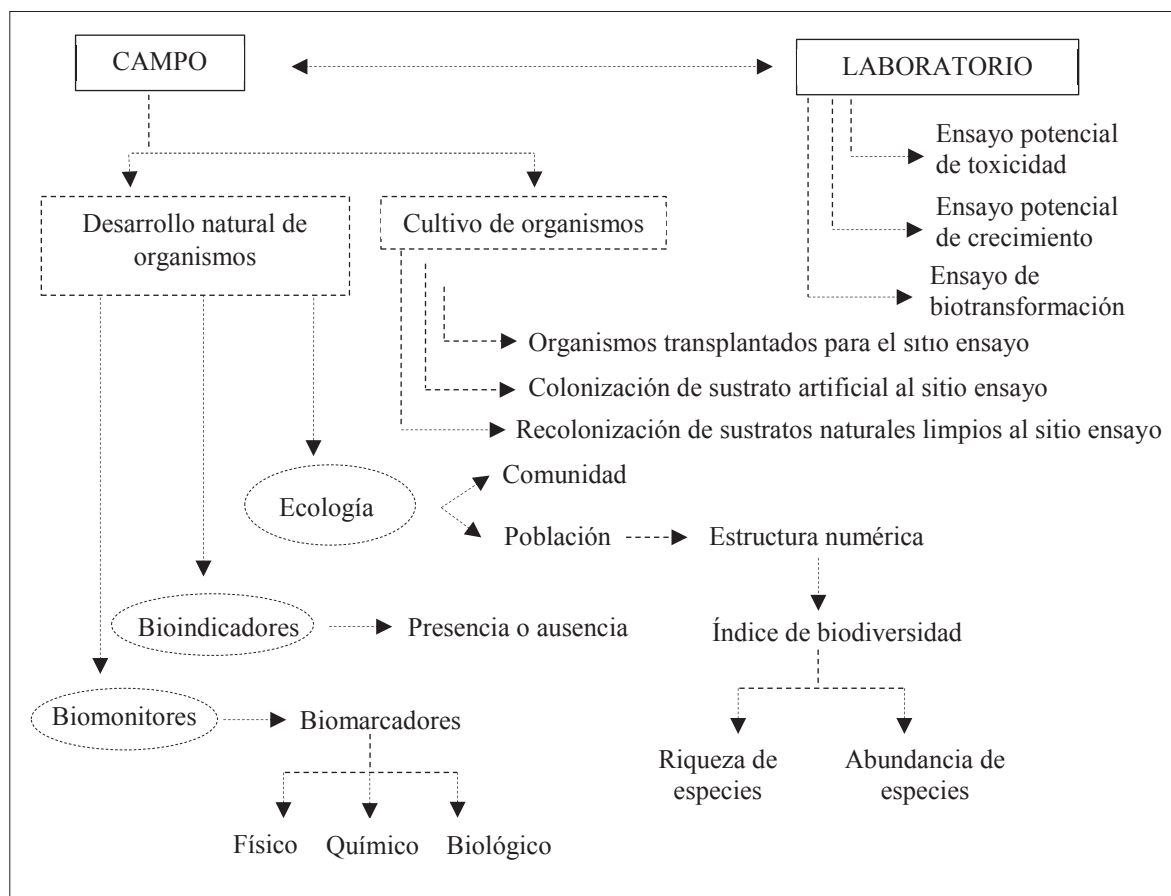 CAMPO
LABORATORIO
Ensayo potencial
de toxicidad
Desarrollo natural de
organismos
Cultivo de organismos
Ensayo potencial
de crecimiento
Ensayo de
biotransformación
Organismos transplantados para el sitio ensayo
Colonización de sustrato artificial al sitio ensayo
Recolonización de sustratos naturales limpios al sitio ensayo
Ecología
Comunidad
Población
Estructura numérica
Bioindicadores
Presencia o ausencia
Índice de biodiversidad
Biomonitores
Biomarcadores
Riqueza de
especies
Abundancia de
especies
Físico
Químico
Biológico